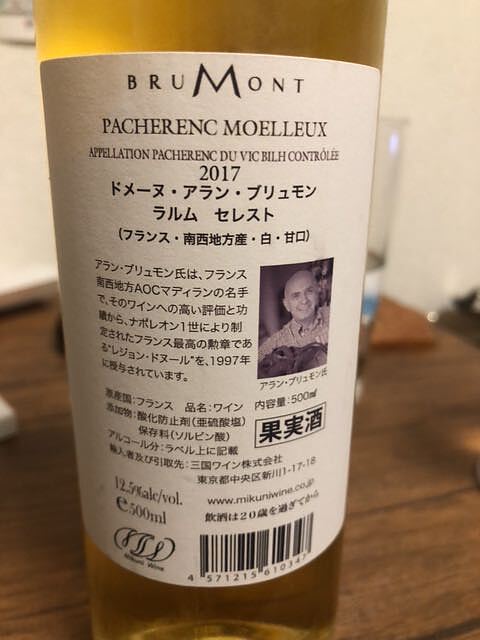 BRUMONT
PACHERENC MOELLEUX
APPELLATION PACHERENC DU VIC BILH CONTRÔLÉE
2017
ドメーヌ・アラン・ブリュモン
ラルム セレスト
(フランス・南西地方産・白・甘口)
アラン・ブリュモン氏は、フランス
南西地方AOCマディランの名手
で、そのワインへの高い評価と功
績から、ナポレオン1世により制
定されたフランス最高の勲章であ
る"レジョン・ドヌール"を、1997年
に授与されています。
アラン・ブリュモン氏
原産国:フランス 品名:ワイン 内容量:500㎖
添加物:酸化防止剤(亜硫酸塩)
保存料(ソルビン酸)
果実酒
アルコール分:ラベル上に記載
輸入者及び引取先:三国ワイン株式会社
東京都中央区新川1-17-18
12.5%alc/vol.
www.mikuniwine.co.jp
℮500ml
飲酒は20歳を過ぎてから
Mikuni Wine
4 571215 610347